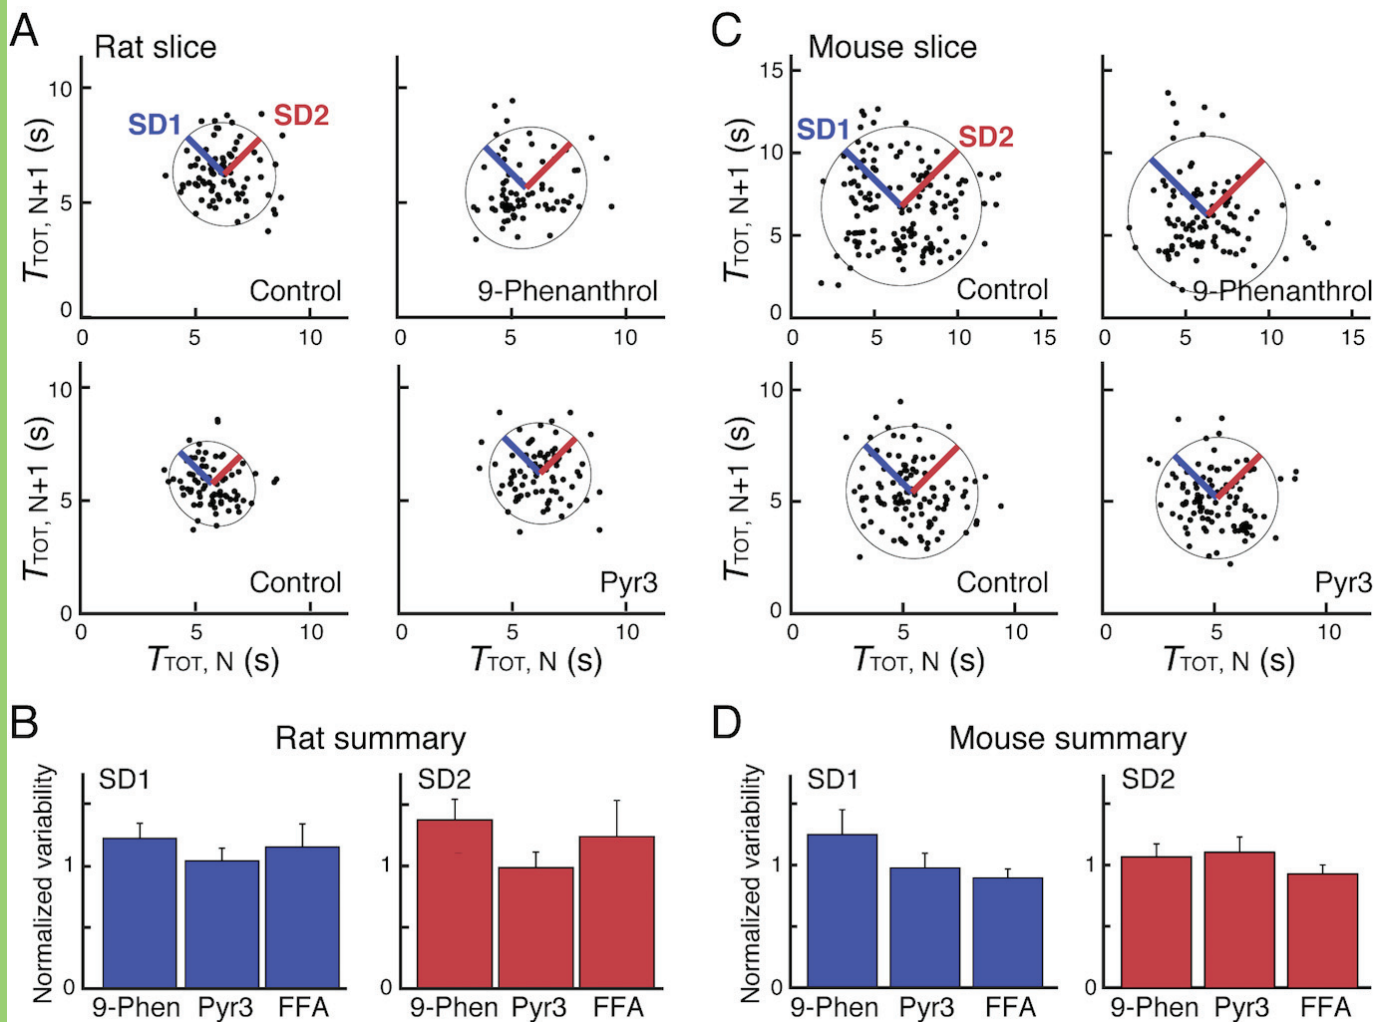 A
Rat slice
10
5
0
T TOT, N+1 (s)
SD1
SD2
Control
0 5 10
9-Phenanthrol
0 5 10
10
5
0
T TOT, N+1 (s)
Control
0 5 10
T TOT, N (s)
Pyr3
0 5 10
T TOT, N (s)
C
Mouse slice
15
10
5
0
T TOT, N+1 (s)
SD1
SD2
Control
0 5 10 15
9-Phenanthrol
0 5 10 15
10
5
0
T TOT, N+1 (s)
Control
0 5 10
T TOT, N (s)
Pyr3
0 5 10
T TOT, N (s)
B
Rat summary
Normalized variability
SD1
1
0
9-Phen Pyr3 FFA
SD2
1
0
9-Phen Pyr3 FFA
D
Mouse summary
Normalized variability
SD1
1
0
9-Phen Pyr3 FFA
SD2
1
0
9-Phen Pyr3 FFA